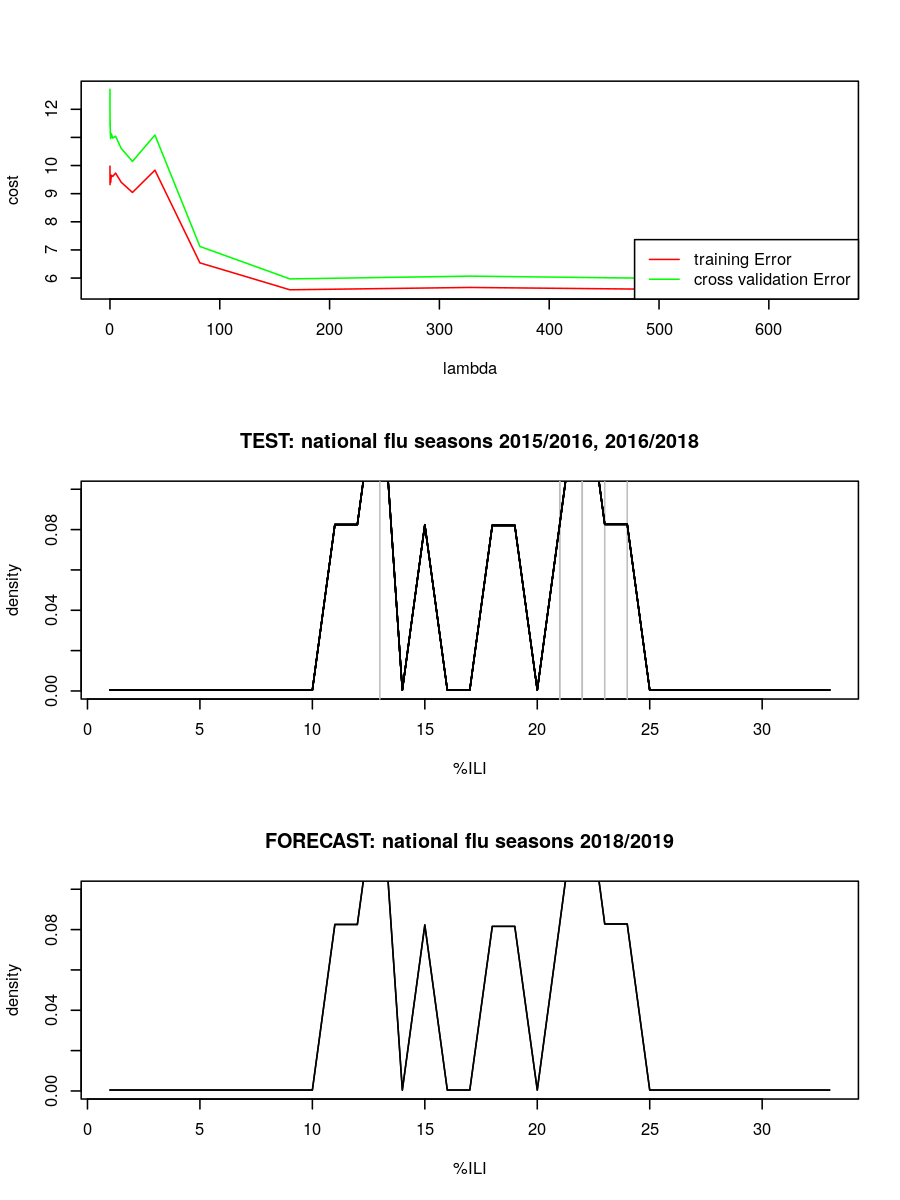 12
10
9
8
7
6
cost
training Error
cross validation Error
0 100 200 300 400 500 600
lambda
TEST: national flu seasons 2015/2016, 2016/2018
0.08
0.04
0.00
density
0 5 10 15 20 25 30
%ILI
FORECAST: national flu seasons 2018/2019
0.08
0.04
0.00
density
0 5 10 15 20 25 30
%ILI